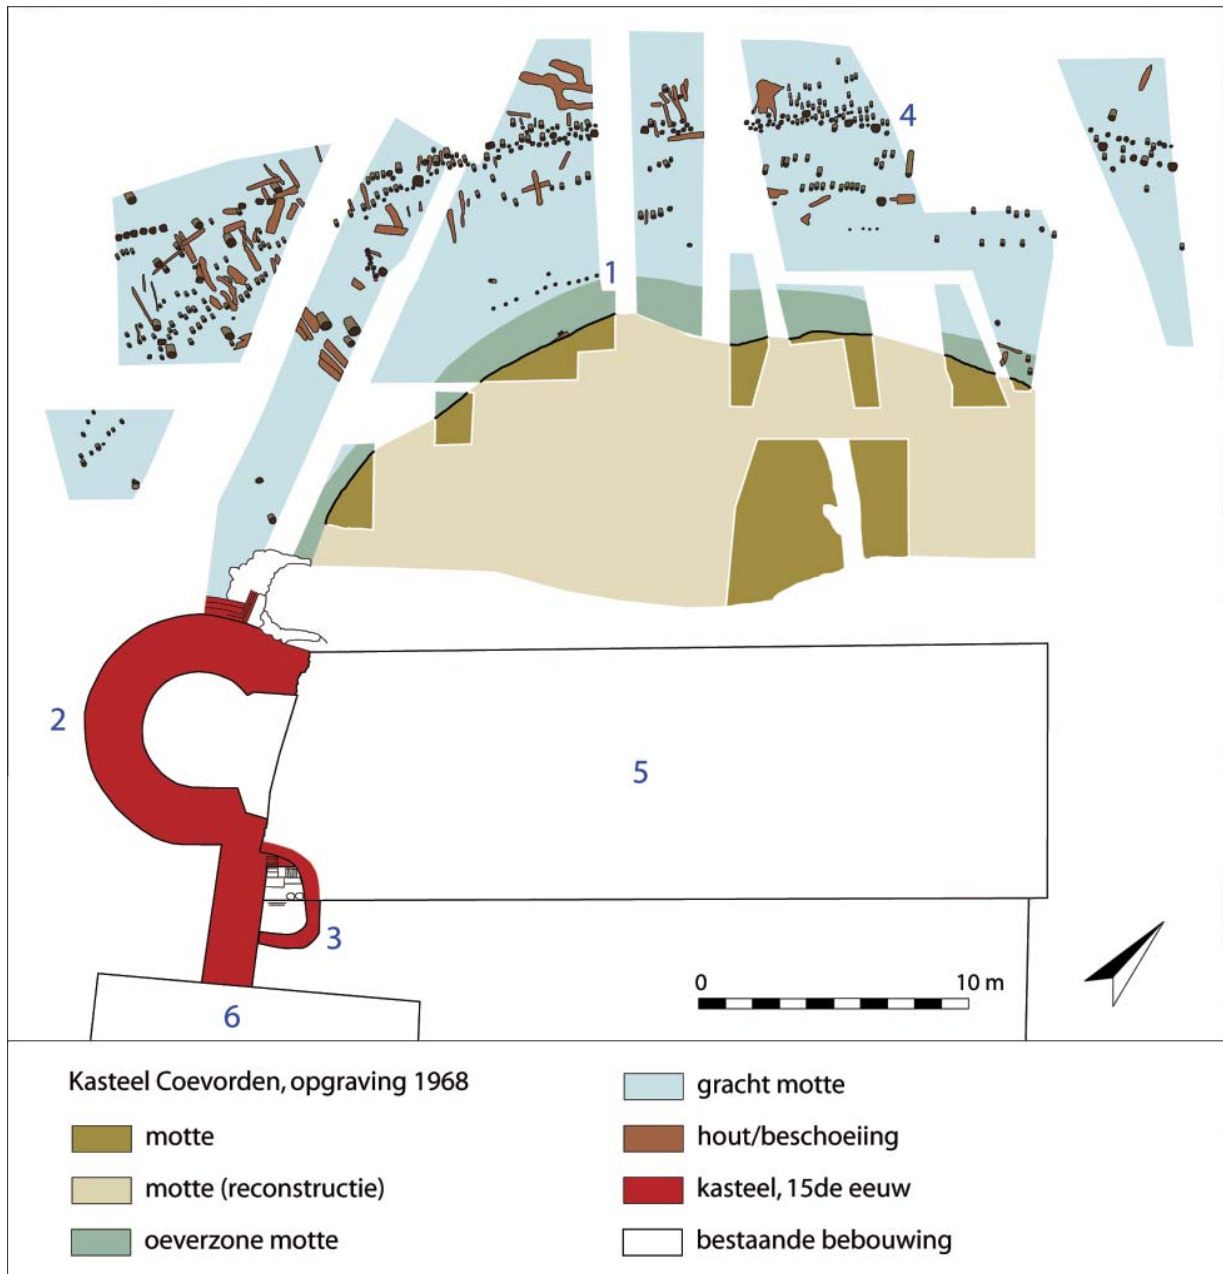 1
4
2
5
3
6
0 10 m
Kasteel Coevorden, opgraving 1968
motte
motte (reconstructie)
oeverzone motte
gracht motte
hout/beschoeiing
kasteel, 15de eeuw
bestaande bebouwing